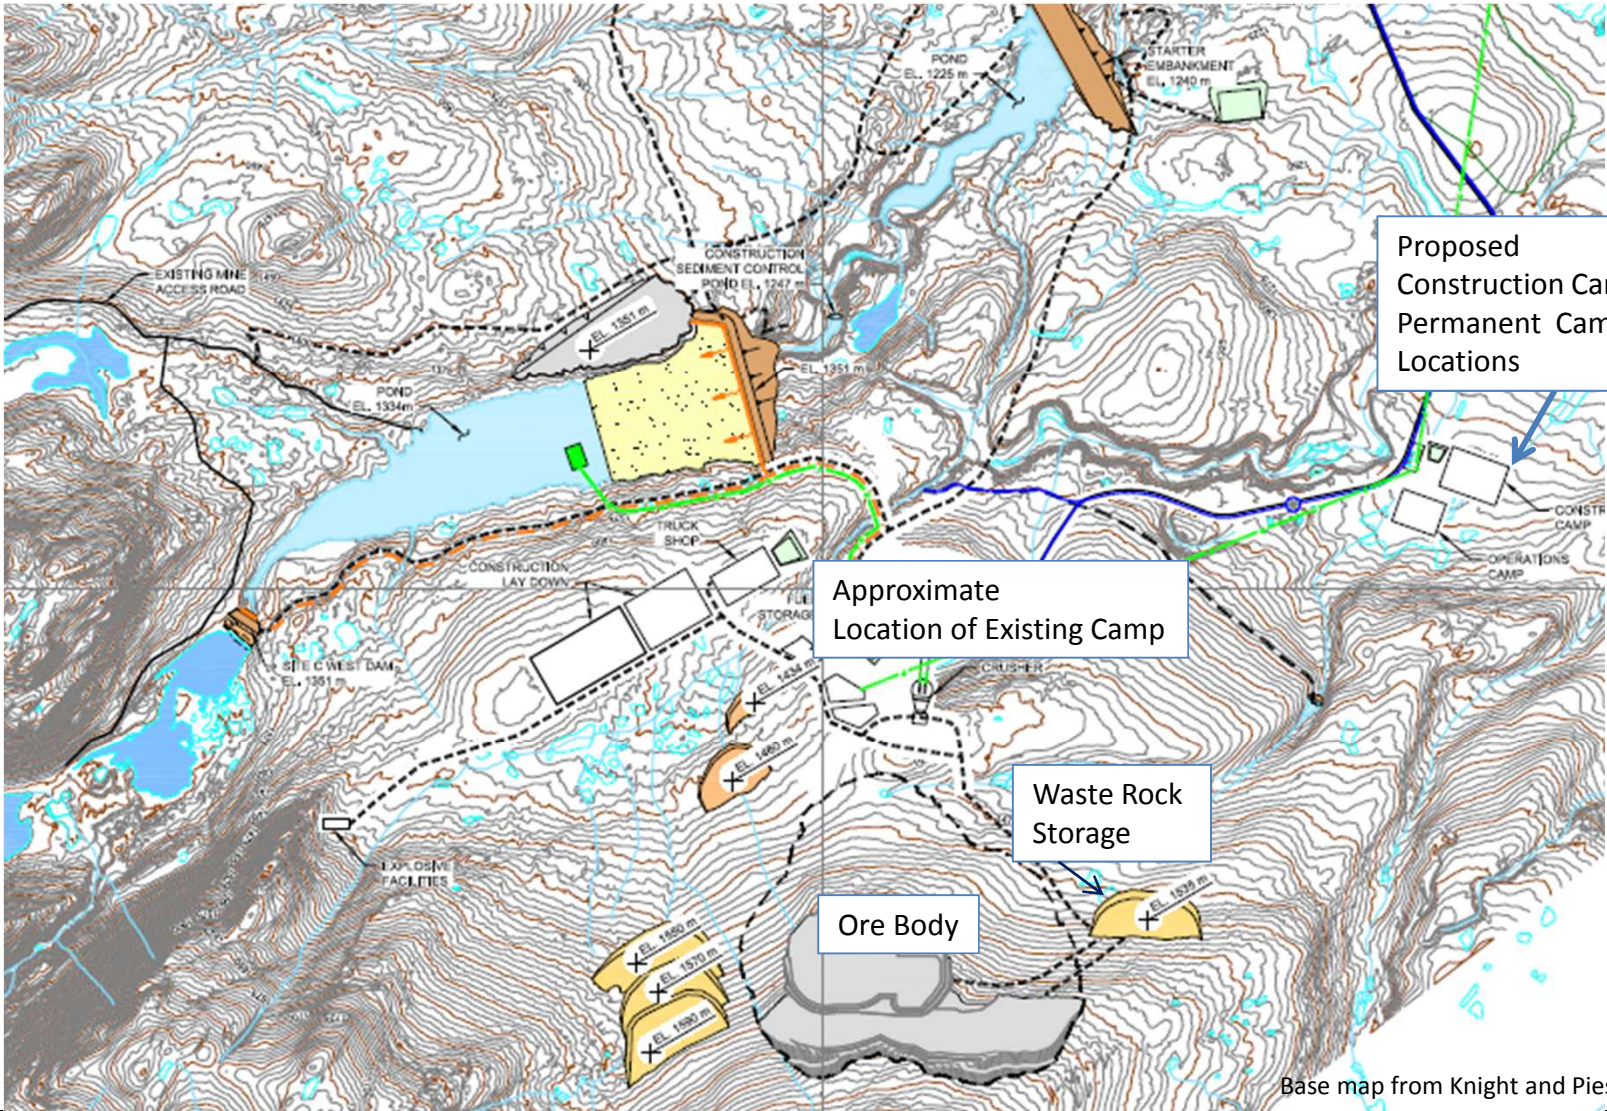 POND
EL. 1225 m
STARTER
EMBANKMENT
EL. 1240 m
Proposed
Construction Ca
Permanent Cam
Locations
CONSTRUCTION
SEDIMENT CONTROL
POND EL. 1247 m
EXISTING MINE
ACCESS ROAD
EL. 1351 m
EL. 1351 m
POND
EL. 1334m
CONSTR
CAMP
OPERATIONS
CAMP
TRUCK
SHOP
CONSTRUCTION
LAY DOWN
FUE
STORAG
Approximate
Location of Existing Camp
CRUSHER
SITE C WEST DAM
EL. 1351 m
EL. 1434 m
EL. 1460 m
Waste Rock
Storage
EXPLOSIVE
FACILITIES
EL. 1535 m
Ore Body
EL. 1550 m
EL. 1570 m
EL. 1590 m
Base map from Knight and Pies